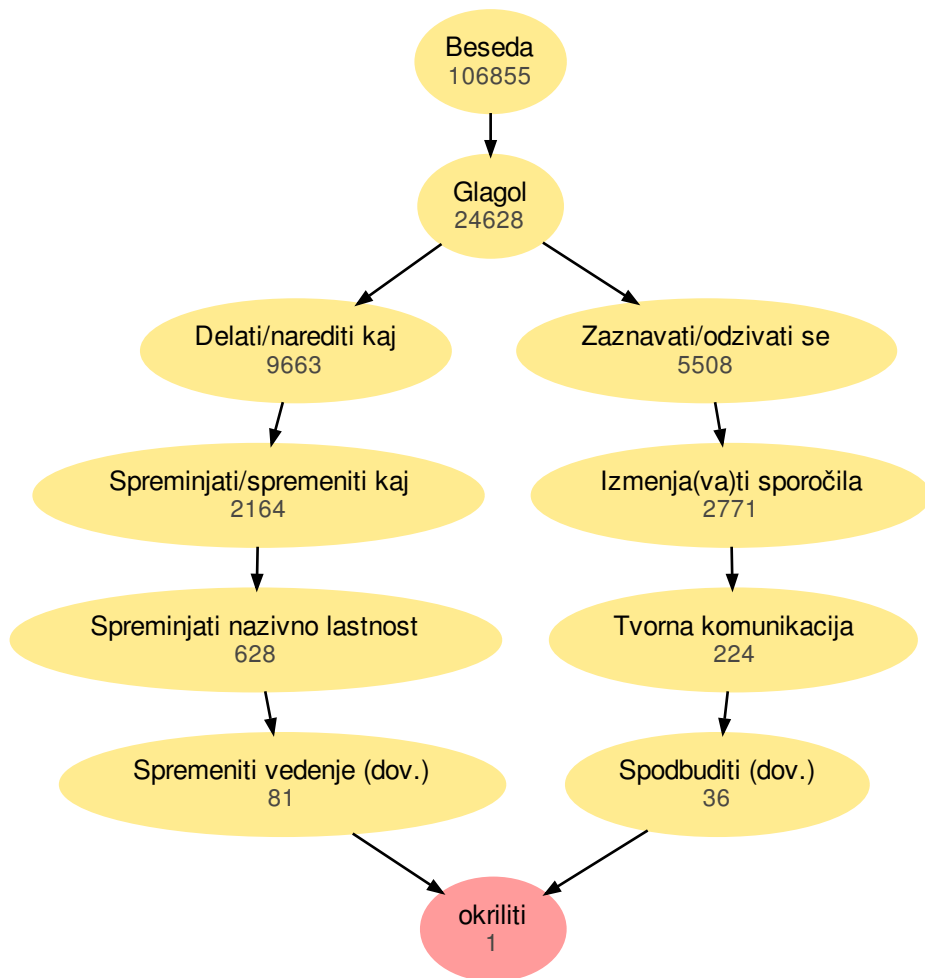 Beseda
106855
Glagol
24628
Delati/narediti kaj
9663
Zaznavati/odzivati se
5508
Spreminjati/spremeniti kaj
2164
Izmenja(va)ti sporočila
2771
Spreminjati nazivno lastnost
628
Tvorna komunikacija
224
Spremeniti vedenje (dov.)
81
Spodbuditi (dov.)
36
okriliti
1